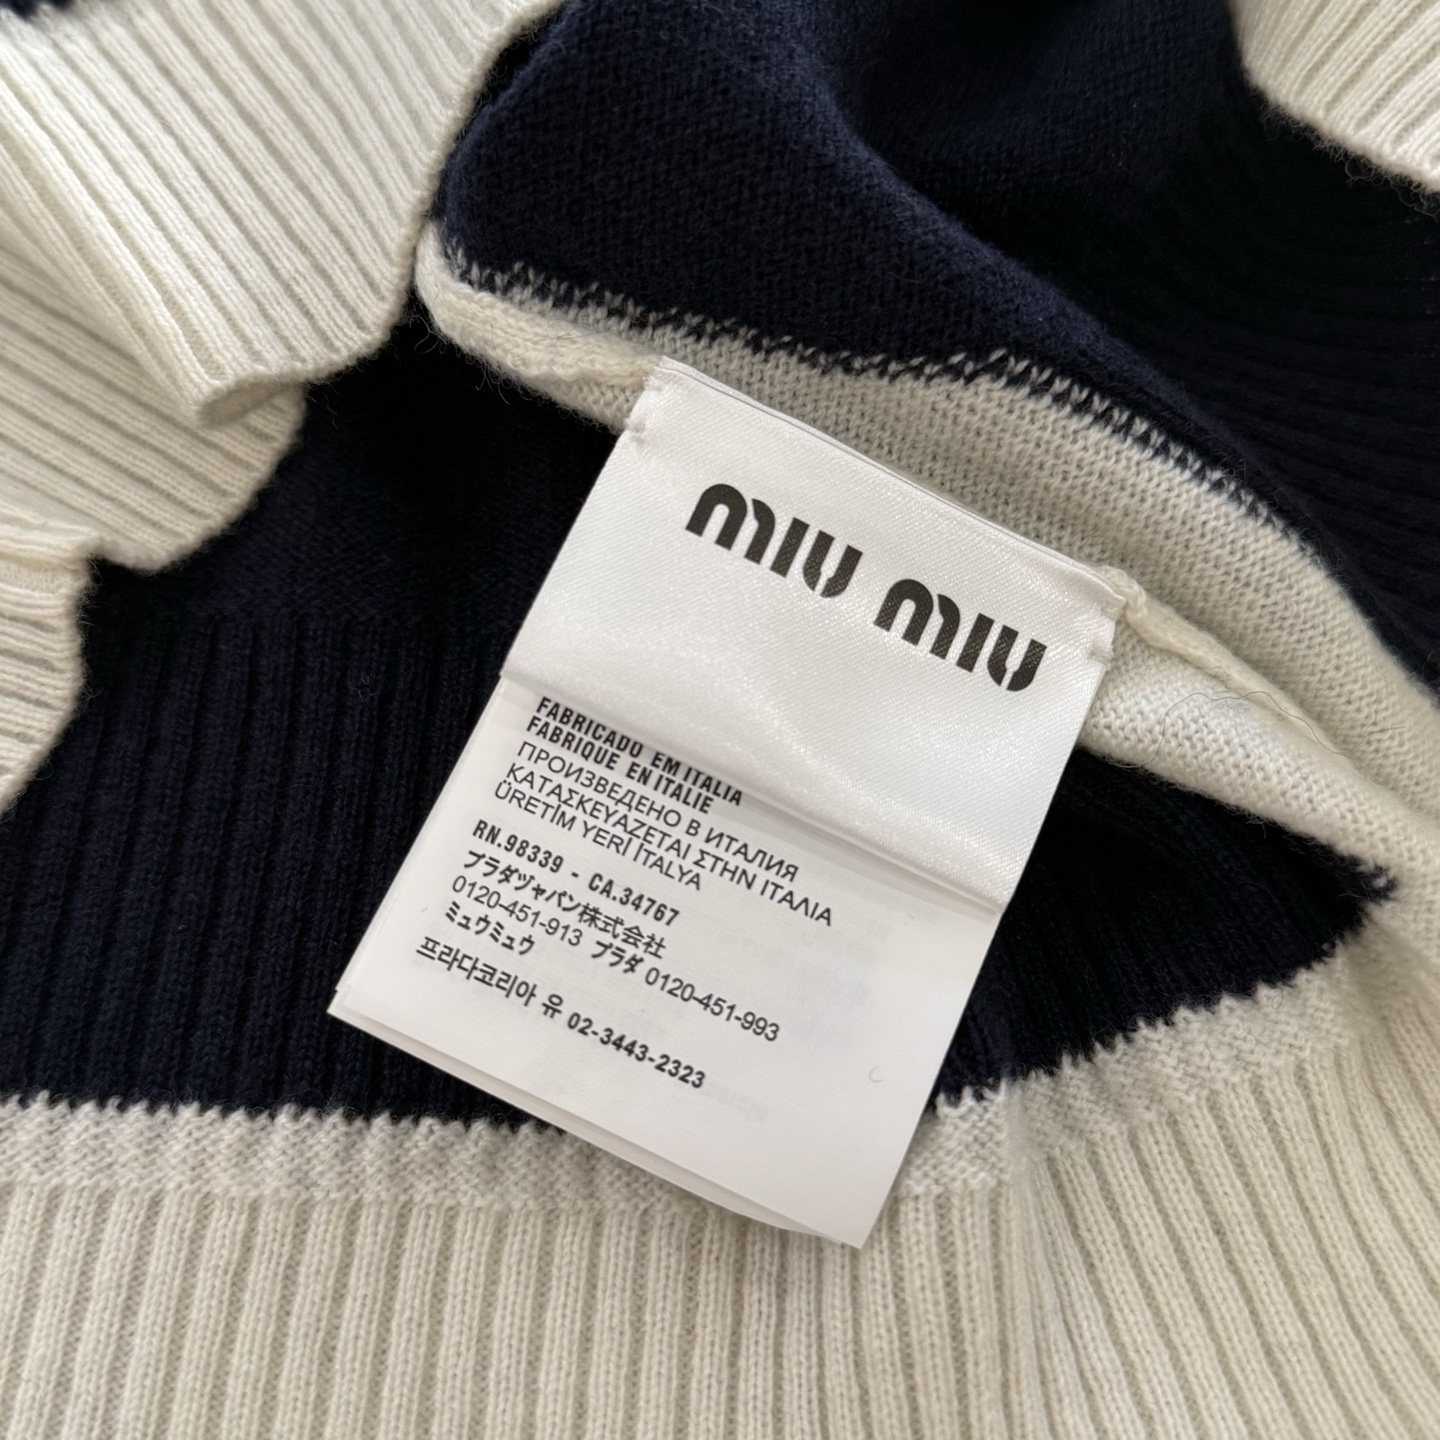 miu miu
FABRICADO EM ITALIA
FABRIQUE EN ITALIE
ПРОИЗВЕДЕНО В ИТАЛИЯ
ΚΑΤΑΣΚΕΥΑΖΕΤΑΙ ΣΤΗΝ ΙΤΑΛΙΑ
ÜRETİM YERİ İTALYA
RN.98339 - CA.34767
プラダジャパン株式会社
0120-451-913 プラダ 0120-451-993
ミュウミュウ
프라다코리아 유 02-3443-2323